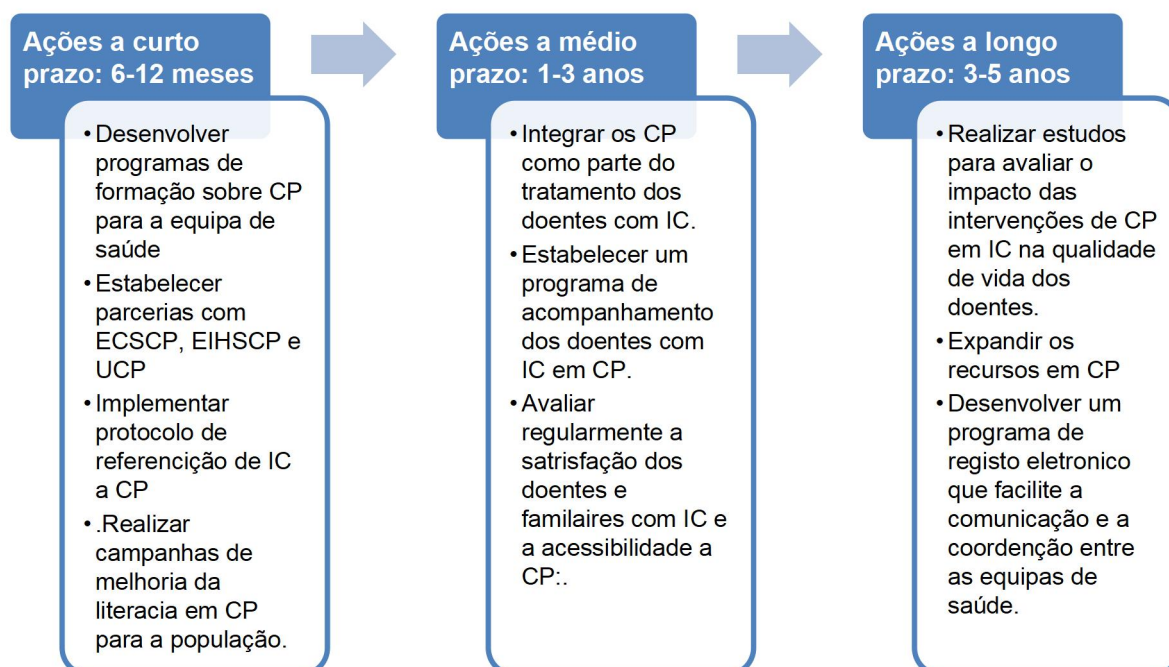 Ações a curto
prazo: 6-12 meses
• Desenvolver
programas de
formação sobre CP
para a equipa de
saúde
• Estabelecer
parcerias com
ECSCP, EIHSCP e
UCP
• Implementar
protocolo de
referencição de IC
a CP
• .Realizar
campanhas de
melhoria da
literacia em CP
para a população.
Ações a médio
prazo: 1-3 anos
• Integrar os CP
como parte do
tratamento dos
doentes com IC.
• Estabelecer um
programa de
acompanhamento
dos doentes com
IC em CP.
• Avaliar
regularmente a
satrisfação dos
doentes e
familaires com IC e
a acessibilidade a
CP:.
Ações a longo
prazo: 3-5 anos
• Realizar estudos
para avaliar o
impacto das
intervenções de CP
em IC na qualidade
de vida dos
doentes.
• Expandir os
recursos em CP
• Desenvolver um
programa de
registo eletronico
que facilite a
comunicação e a
coordenção entre
as equipas de
saúde.